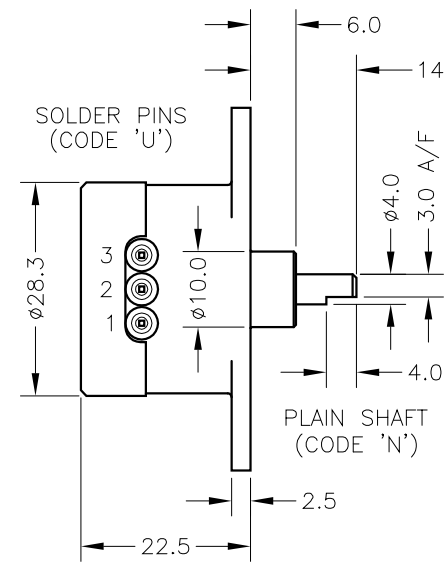 6.0
14
SOLDER PINS
(CODE 'U')
ø4.0
3.0 A/F
ø28.3
3
2
1
ø10.0
4.0
PLAIN SHAFT
(CODE 'N')
2.5
22.5